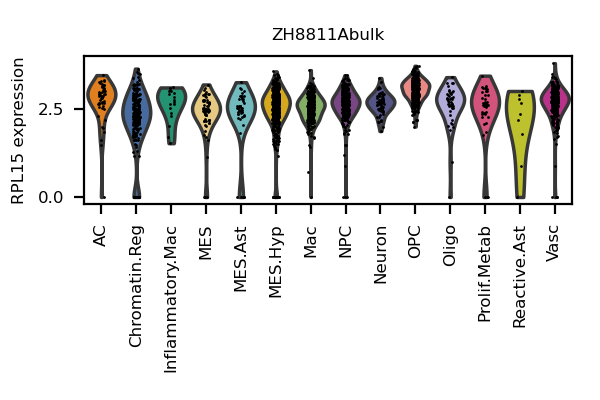 ZH8811Abulk
RPL15 expression
2.5
0.0
AC
Chromatin.Reg
Inflammatory.Mac
MES
MES.Ast
MES.Hyp
Mac
NPC
Neuron
OPC
Oligo
Prolif.Metab
Reactive.Ast
Vasc